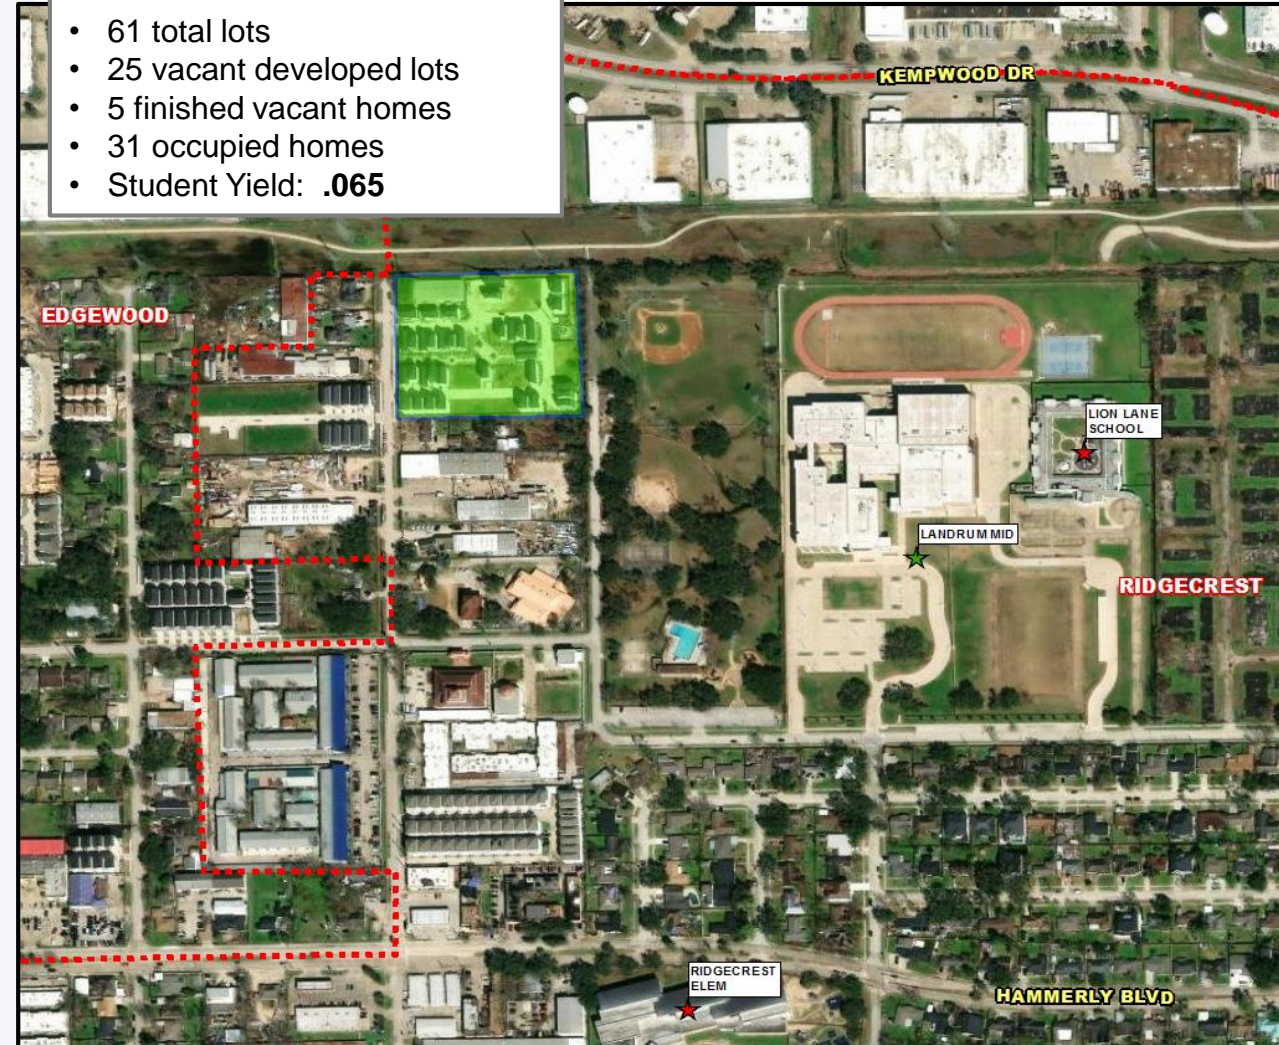 • 61 total lots
• 25 vacant developed lots
• 5 finished vacant homes
• 31 occupied homes
• Student Yield: .065
KEMPWOOD DR
EDGEWOOD
LION LANE
SCHOOL
LANDRUM MID
RIDGECREST
RIDGECREST
ELEM
HAMMERLY BLVD